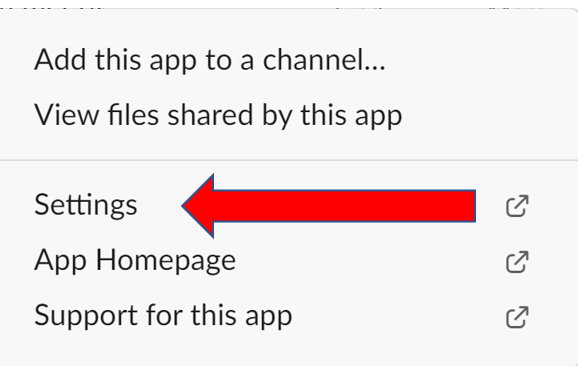 Add this app to a channel...
View files shared by this app
Settings
App Homepage
Support for this app